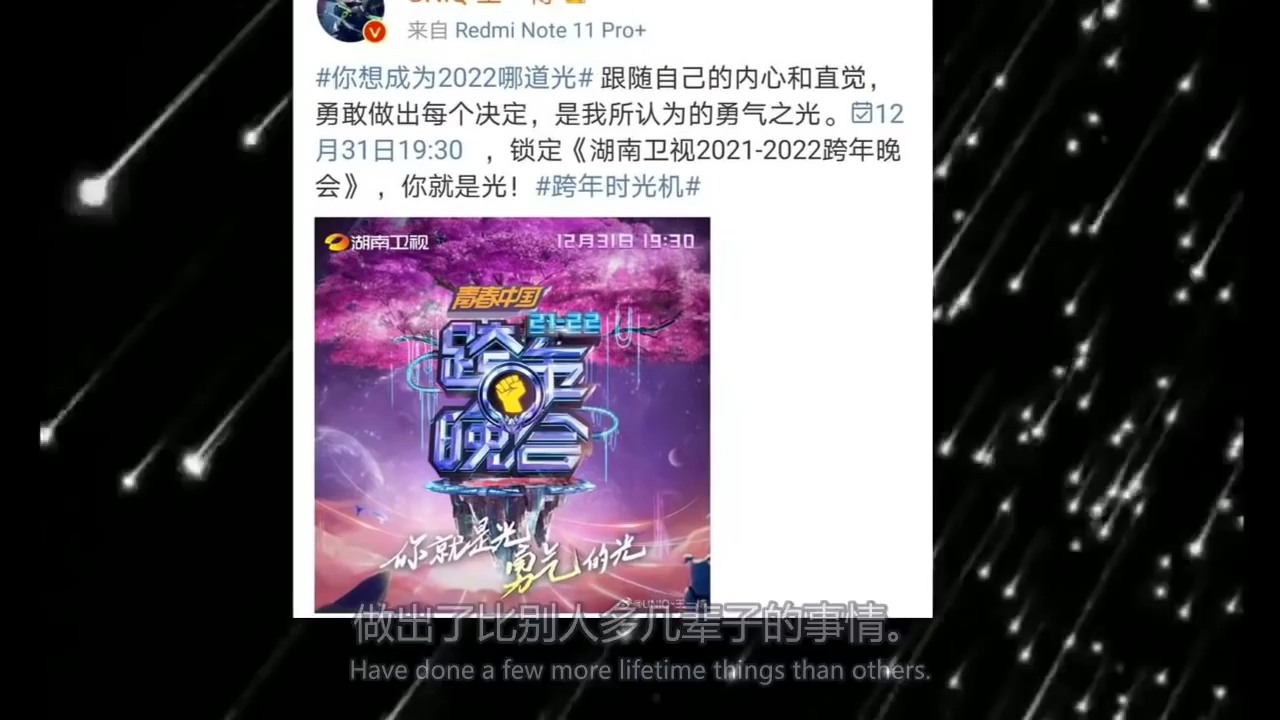 来自 Redmi Note 11 Pro+
#你想成为2022哪道光# 跟随自己的内心和直觉，
勇敢做出每个决定，是我所认为的勇气之光。12
月31日19:30 ，锁定《湖南卫视2021-2022跨年晚
会》，你就是光！#跨年时光机#
湖南卫视 12月31日 19:30
青春中国
21-22
跨年
晚会
你就是光
勇气的光
做出了比别人多几辈子的事情。
Have done a few more lifetime things than others.